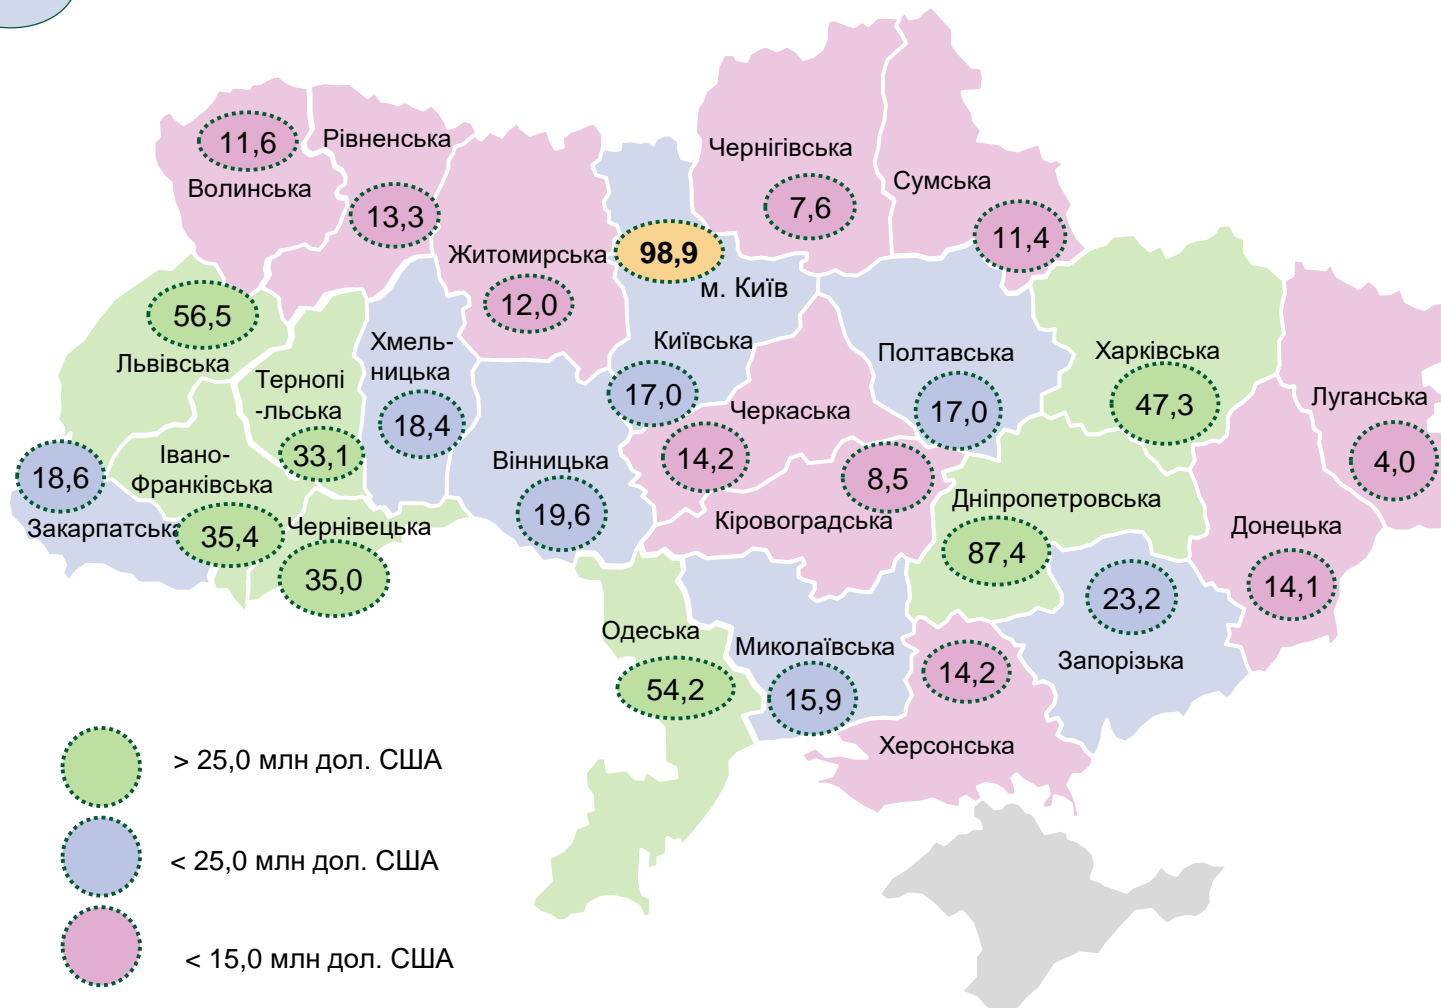 11,6
Волинська
Рівненська
13,3
Житомирська
12,0
98,9
м. Київ
Чернігівська
7,6
Сумська
11,4
56,5
Львівська
Тернопі
-льська
33,1
Хмель-
ницька
18,4
Київська
17,0
Черкаська
14,2
Полтавська
17,0
Харківська
47,3
Луганська
4,0
18,6
Закарпатська
Івано-
Франківська
35,4
Чернівецька
35,0
Вінницька
19,6
8,5
Кіровоградська
Дніпропетровська
87,4
Донецька
14,1
23,2
Запорізька
Одеська
54,2
Миколаївська
15,9
14,2
Херсонська
> 25,0 млн дол. США
< 25,0 млн дол. США
< 15,0 млн дол. США